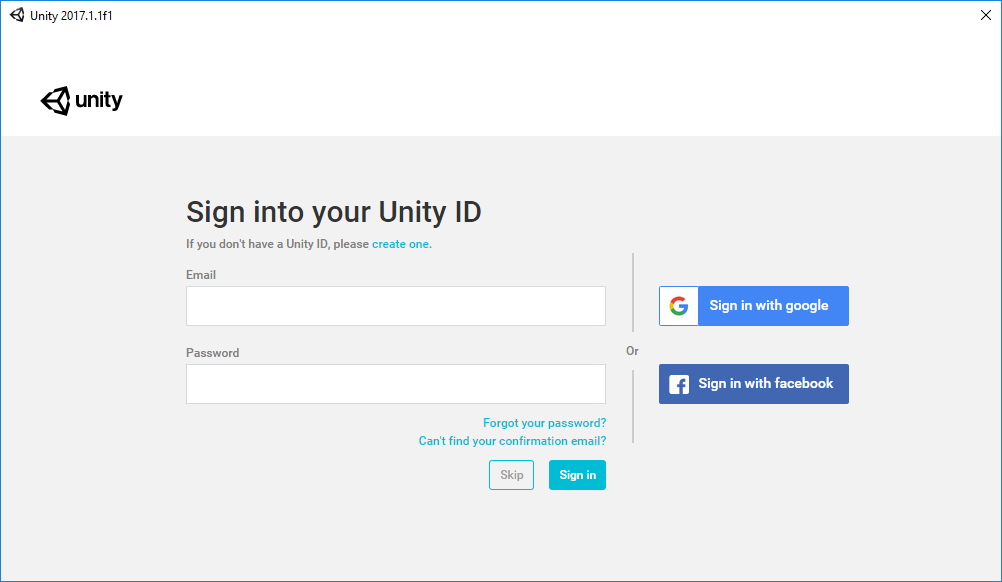 Unity 2017.1.1f1
unity
Sign into your Unity ID
If you don't have a Unity ID, please create one.
Email
Password
Forgot your password?
Can't find your confirmation email?
Skip
Sign in
Or
Sign in with google
Sign in with facebook